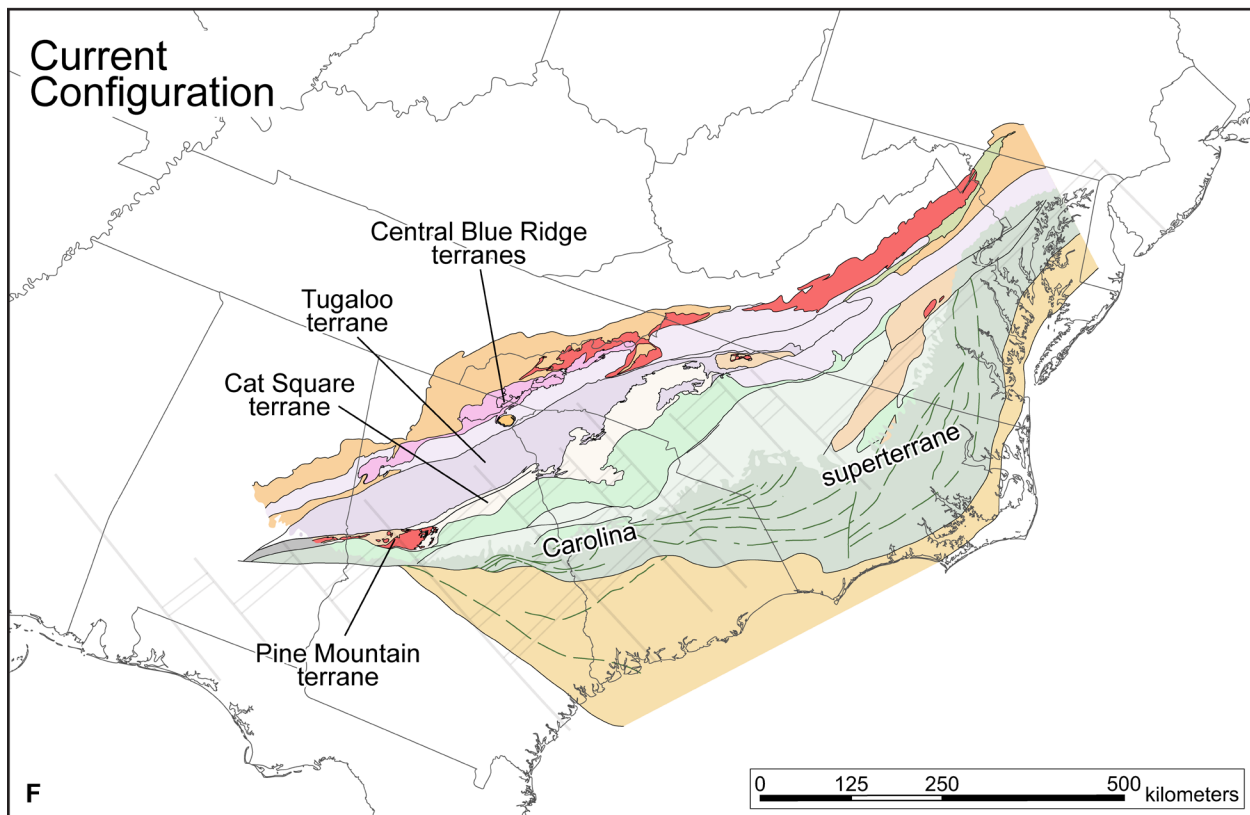 Current
Configuration
Central Blue Ridge
terranes
Tugaloo
terrane
Cat Square
terrane
superterrane
Carolina
Pine Mountain
terrane
F
0 125 250 500 kilometers